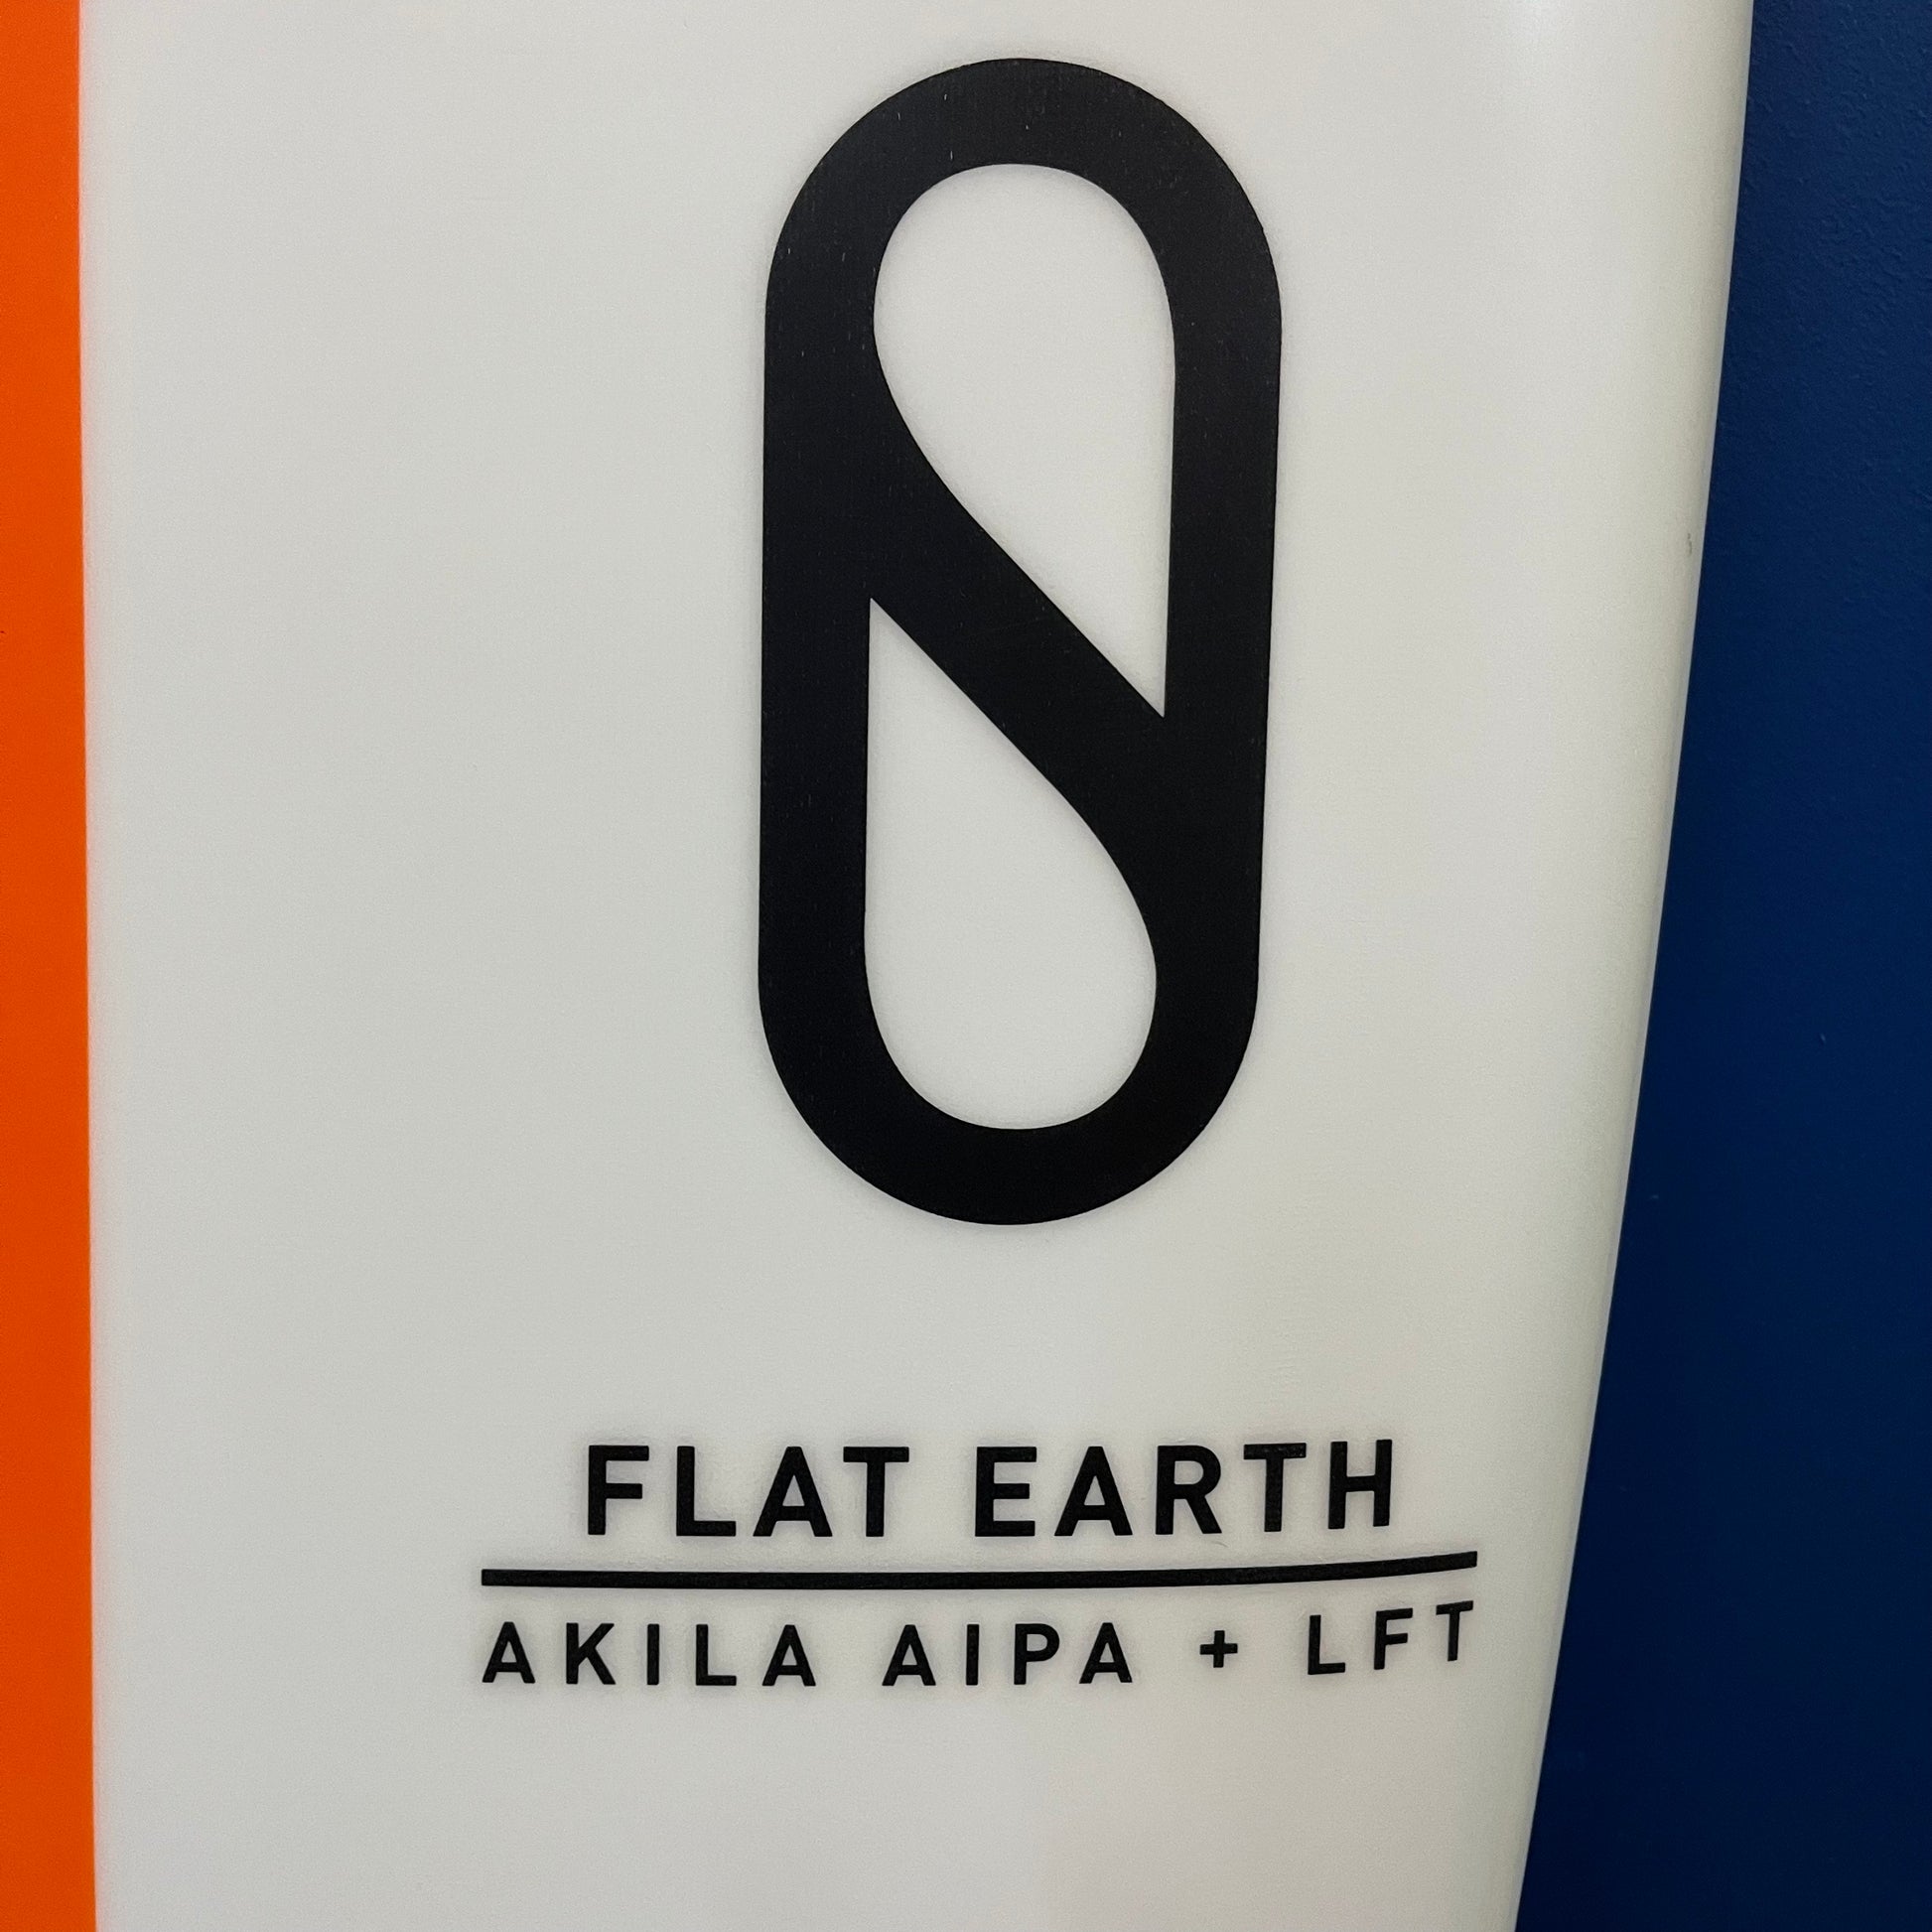 FLAT EARTH
AKILA AIPA + LFT